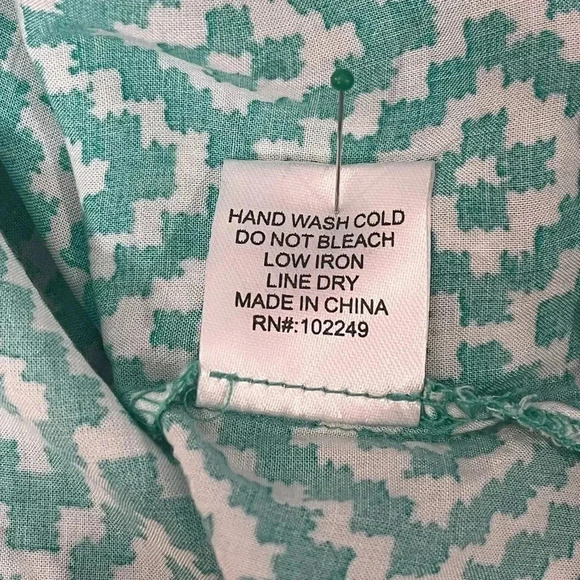 HAND WASH COLD
DO NOT BLEACH
LOW IRON
LINE DRY
MADE IN CHINA
RN#:102249